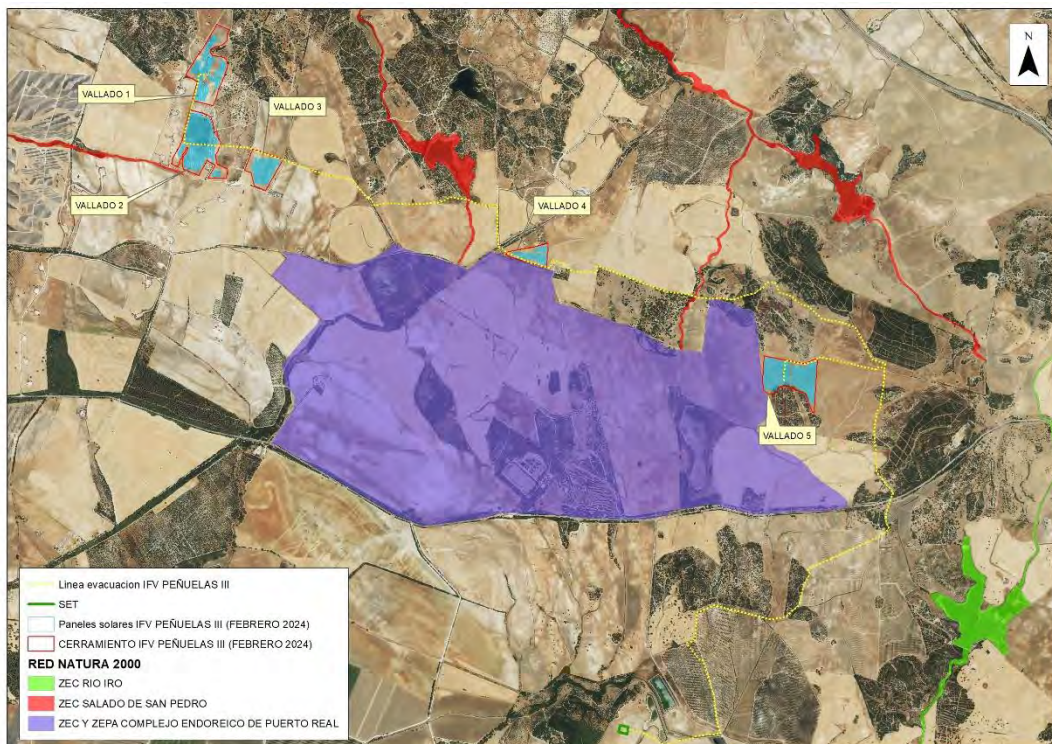 N
VALLADO 1
VALLADO 3
VALLADO 2
VALLADO 4
VALLADO 5
Linea evacuacion IFV PEÑUELAS III
SET
Paneles solares IFV PEÑUELAS III (FEBRERO 2024)
CERRAMIENTO IFV PEÑUELAS III (FEBRERO 2024)
RED NATURA 2000
ZEC RIO IRO
ZEC SALADO DE SAN PEDRO
ZEC Y ZEPA COMPLEJO ENDOREICO DE PUERTO REAL